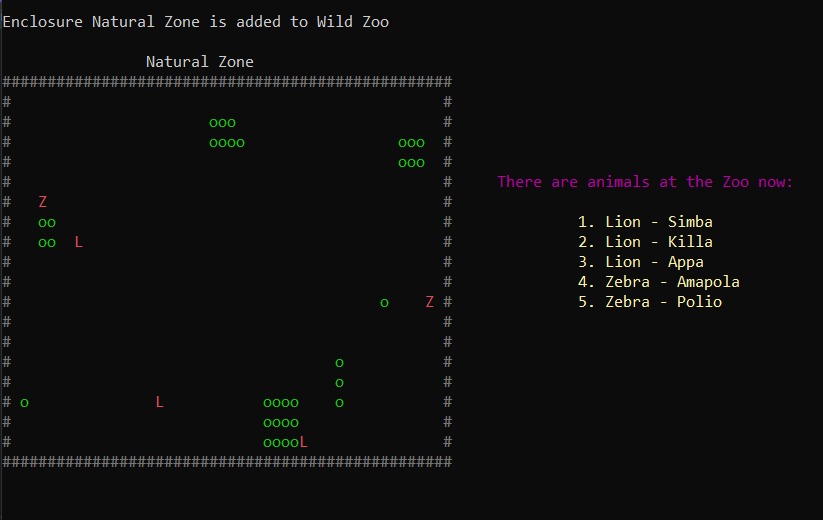 Enclosure Natural Zone is added to Wild Zoo
Natural Zone
##################################################
#                                                #
#                      ooo                       #
#                      oooo                 ooo  #
#                                           ooo  #
#                                                #     There are animals at the Zoo now:
#   Z                                            #
#   oo                                           #              1. Lion - Simba
#   oo  L                                        #              2. Lion - Killa
#                                                #              3. Lion - Appa
#                                                #              4. Zebra - Amapola
#                                         o    Z #              5. Zebra - Polio
#                                                #
#                                                #
#                                    o           #
#                                    o           #
# o              L           oooo    o           #
#                            oooo                #
#                            ooooL               #
##################################################